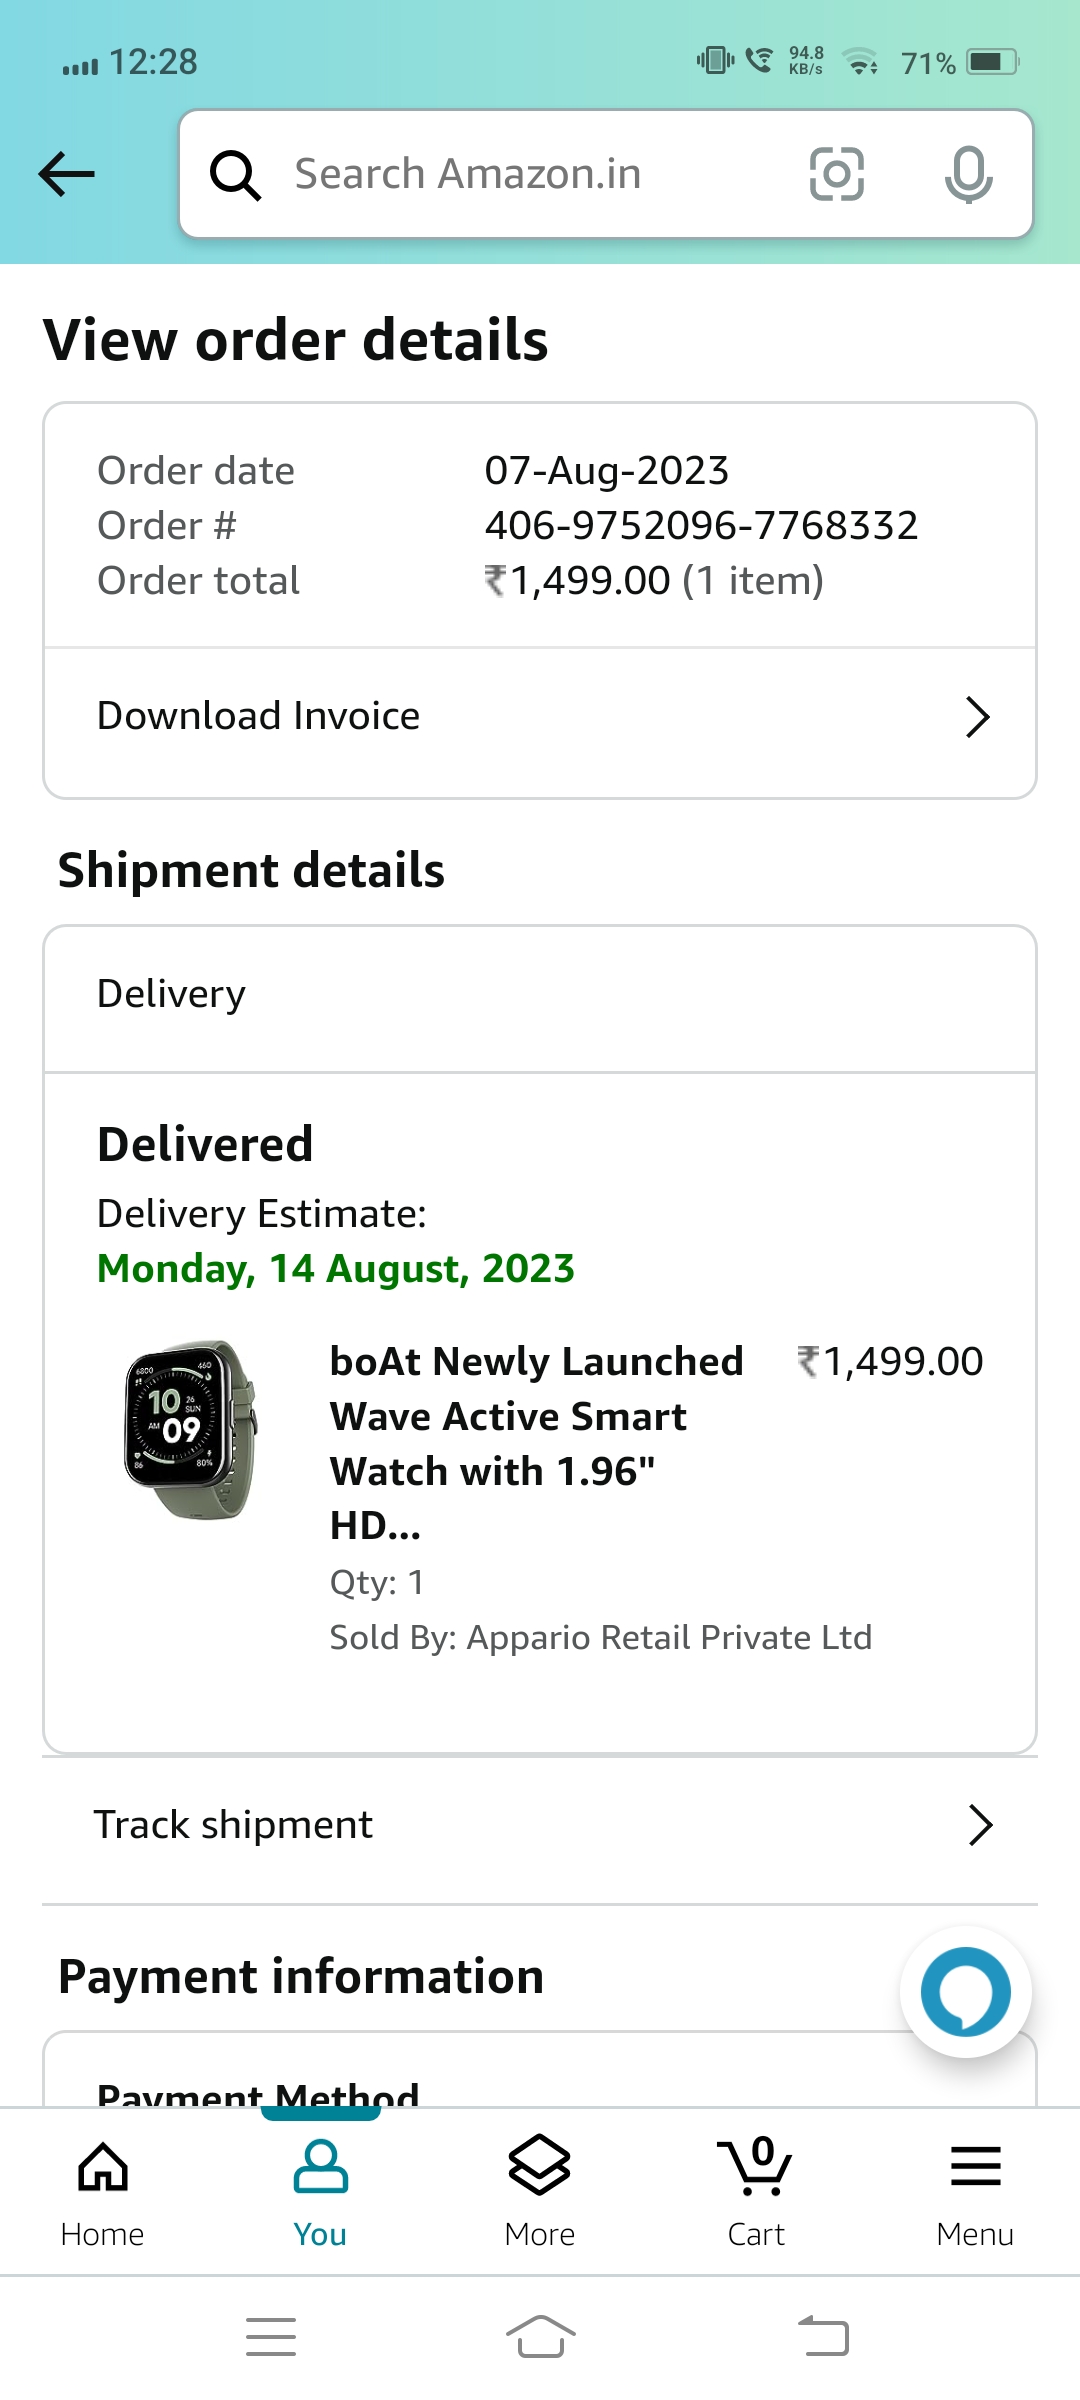 12:28
94.8
KB/s
71%
Search Amazon.in
View order details
Order date 07-Aug-2023
Order # 406-9752096-7768332
Order total ₹1,499.00 (1 item)
Download Invoice
Shipment details
Delivery
Delivered
Delivery Estimate:
Monday, 14 August, 2023
6800 460
10 26
SUN
AM 09
86 80%
boAt Newly Launched ₹1,499.00
Wave Active Smart
Watch with 1.96"
HD...
Qty: 1
Sold By: Appario Retail Private Ltd
Track shipment
Payment information
Payment Method
0
Home You More Cart Menu